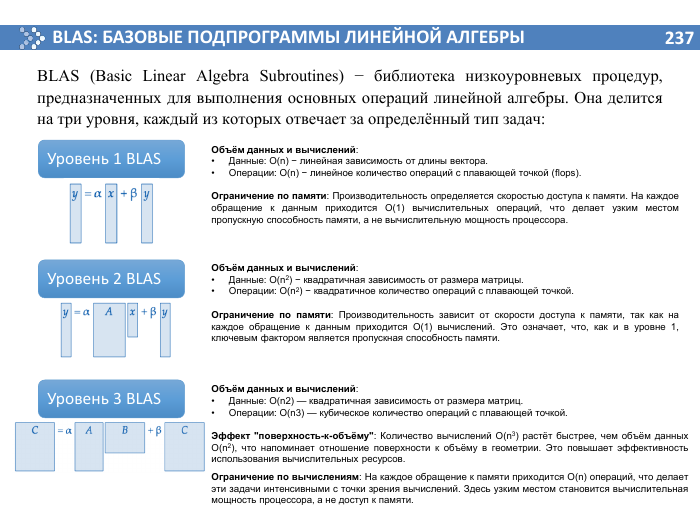 BLAS: БАЗОВЫЕ ПОДПРОГРАММЫ ЛИНЕЙНОЙ АЛГЕБРЫ 237
BLAS (Basic Linear Algebra Subroutines) − библиотека низкоуровневых процедур,
предназначенных для выполнения основных операций линейной алгебры. Она делится
на три уровня, каждый из которых отвечает за определённый тип задач:
Уровень 1 BLAS
y = α x + β y
Объём данных и вычислений:
• Данные: O(n) − линейная зависимость от длины вектора.
• Операции: O(n) − линейное количество операций с плавающей точкой (flops).
Ограничение по памяти: Производительность определяется скоростью доступа к памяти. На каждое
обращение к данным приходится O(1) вычислительных операций, что делает узким местом
пропускную способность памяти, а не вычислительную мощность процессора.
Уровень 2 BLAS
y = α A x + β y
Объём данных и вычислений:
• Данные: O(n²) − квадратичная зависимость от размера матрицы.
• Операции: O(n²) − квадратичное количество операций с плавающей точкой.
Ограничение по памяти: Производительность зависит от скорости доступа к памяти, так как на
каждое обращение к данным приходится O(1) вычислений. Это означает, что, как и в уровне 1,
ключевым фактором является пропускная способность памяти.
Уровень 3 BLAS
C = α A B + β C
Объём данных и вычислений:
• Данные: O(n2) — квадратичная зависимость от размера матриц.
• Операции: O(n3) — кубическое количество операций с плавающей точкой.
Эффект "поверхность-к-объёму": Количество вычислений O(n³) растёт быстрее, чем объём данных
O(n²), что напоминает отношение поверхности к объёму в геометрии. Это повышает эффективность
использования вычислительных ресурсов.
Ограничение по вычислениям: На каждое обращение к памяти приходится O(n) операций, что делает
эти задачи интенсивными с точки зрения вычислений. Здесь узким местом становится вычислительная
мощность процессора, а не доступ к памяти.